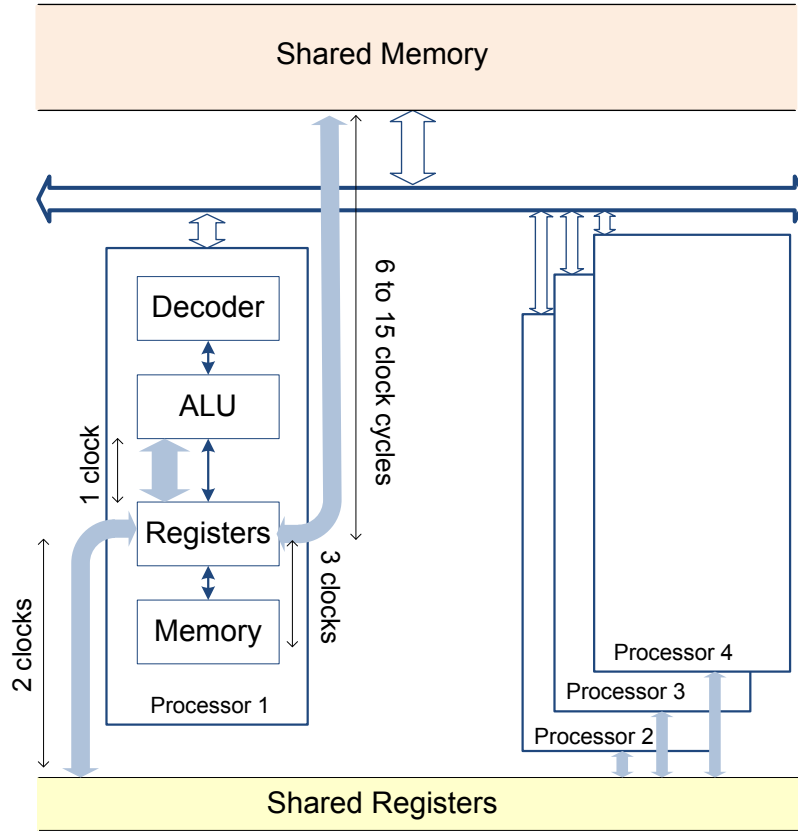 Shared Memory
Decoder
ALU
Registers
Memory
Processor 1
1 clock
2 clocks
3 clocks
6 to 15 clock cycles
Processor 4
Processor 3
Processor 2
Shared Registers